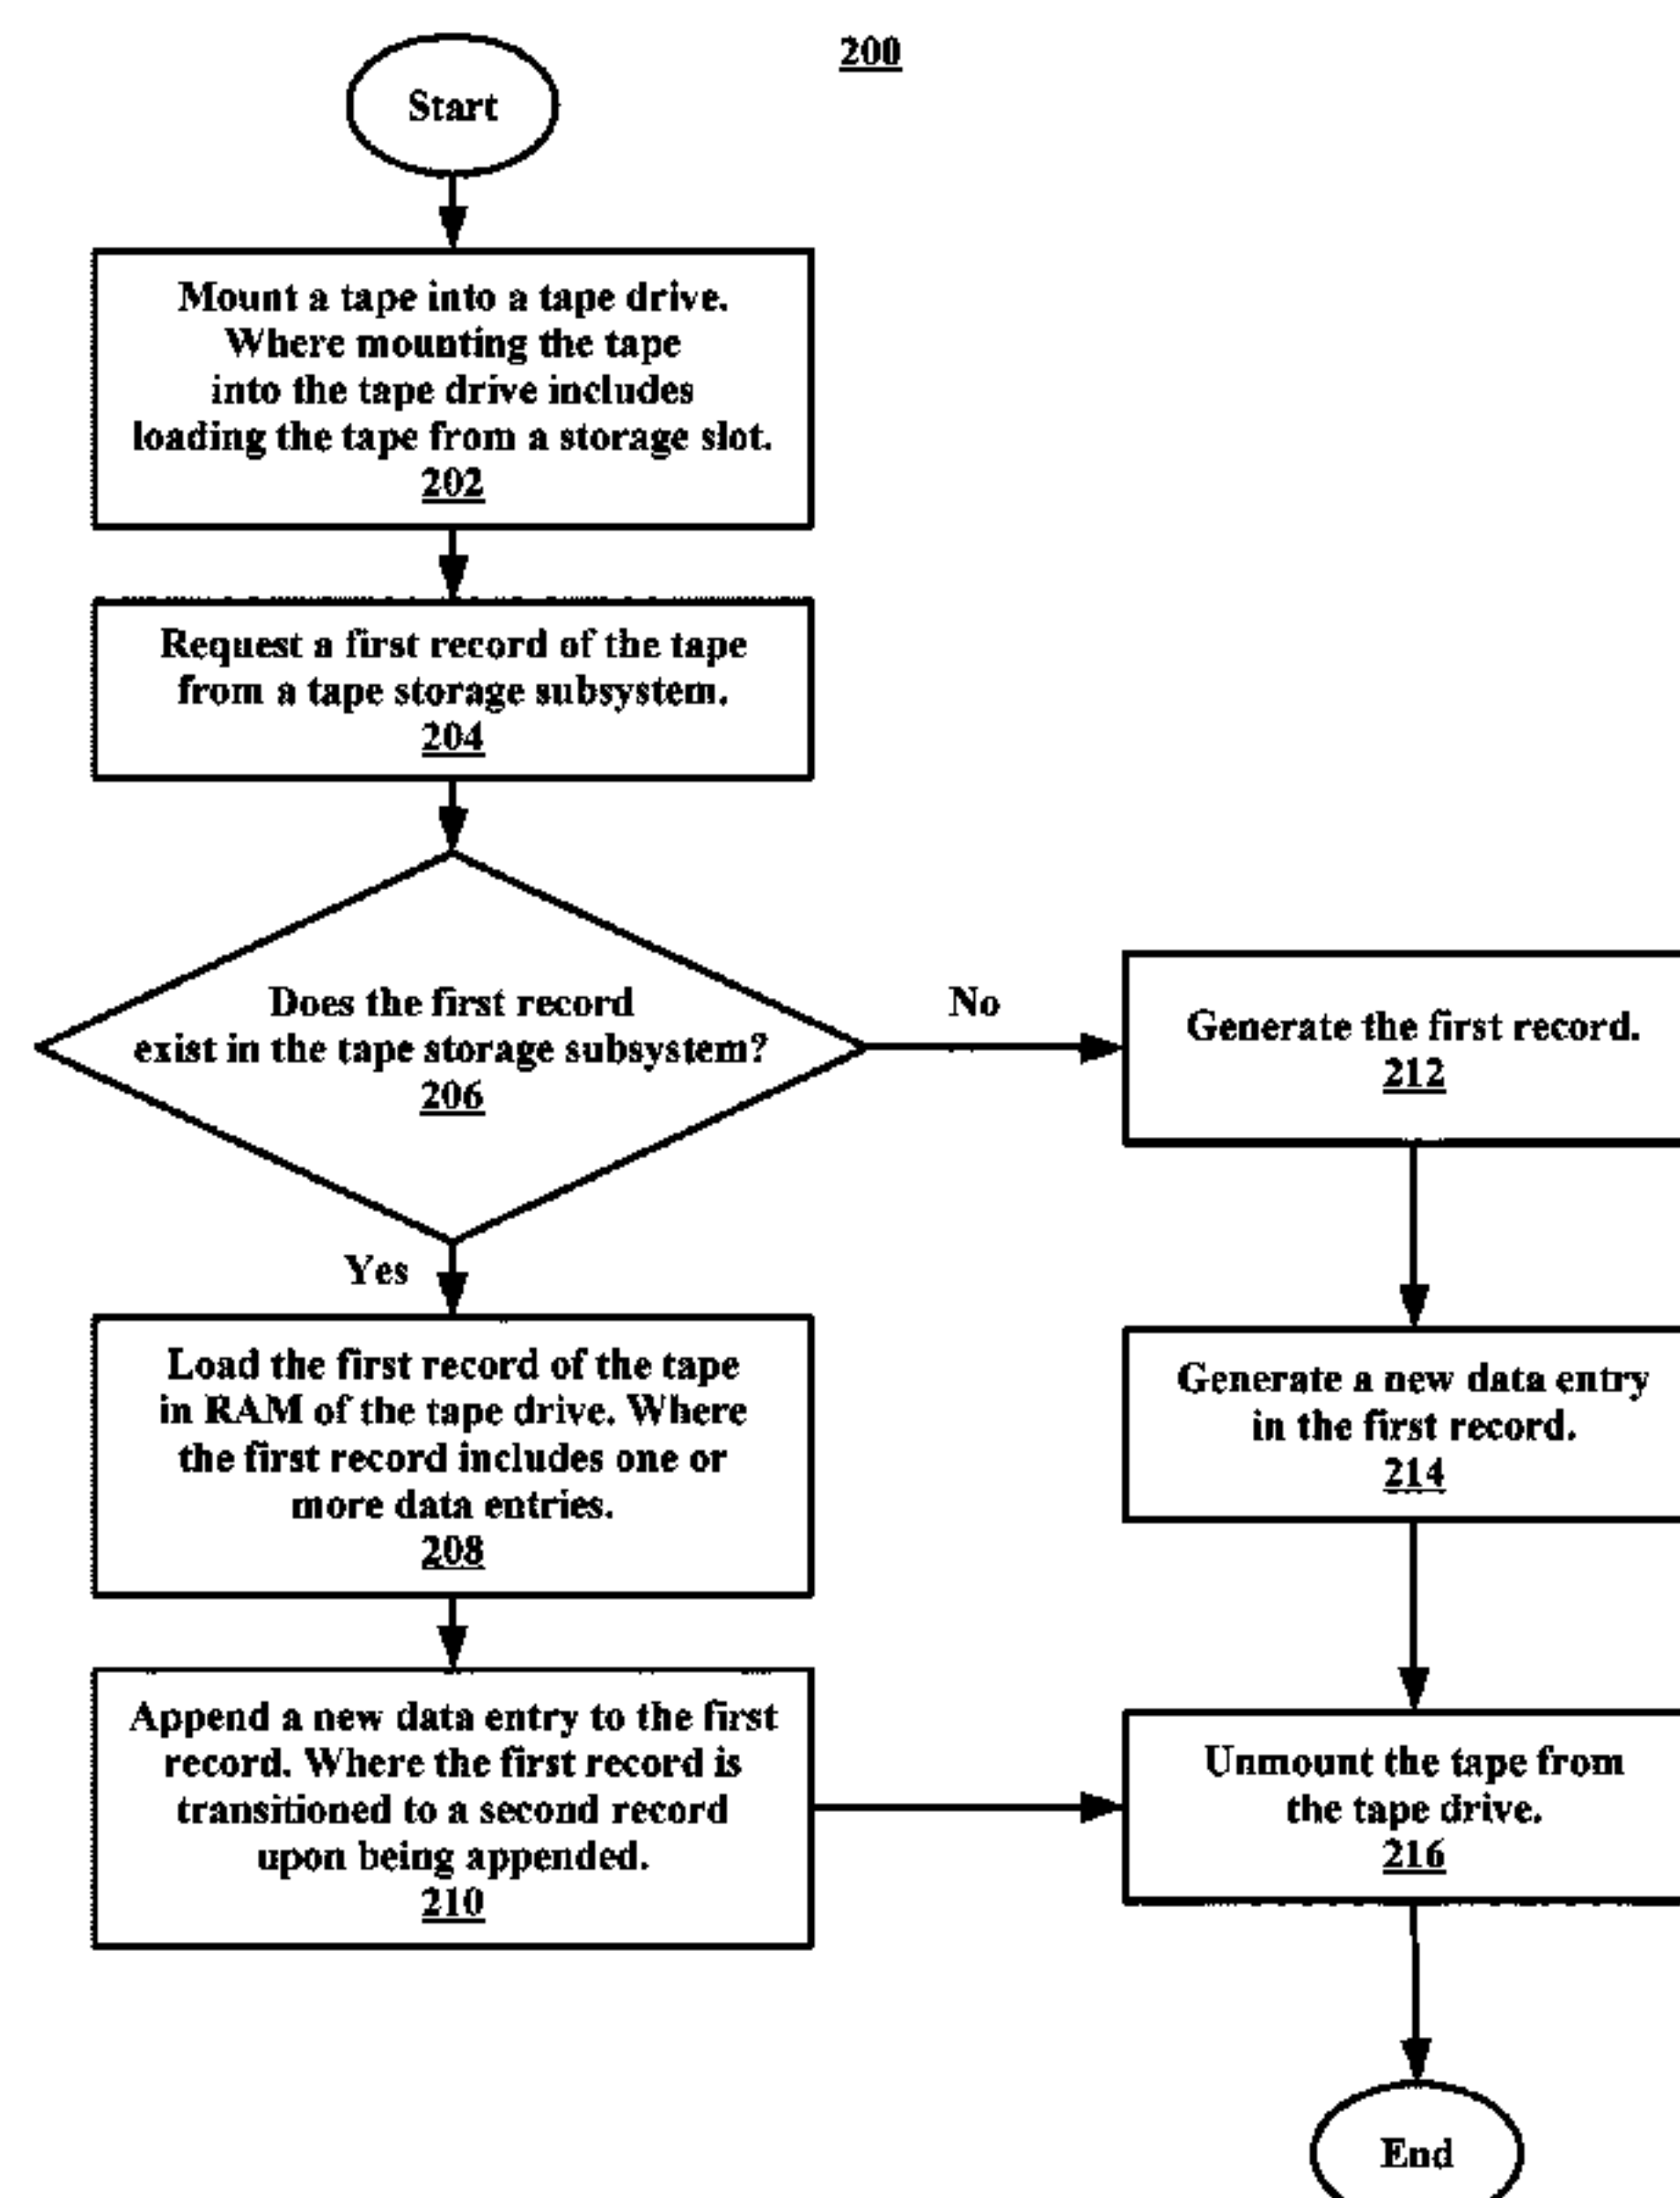 200
Start
Mount a tape into a tape drive.
Where mounting the tape
into the tape drive includes
loading the tape from a storage slot.
202
Request a first record of the tape
from a tape storage subsystem.
204
Does the first record
exist in the tape storage subsystem?
206
No
Generate the first record.
212
Yes
Load the first record of the tape
in RAM of the tape drive. Where
the first record includes one or
more data entries.
208
Generate a new data entry
in the first record.
214
Append a new data entry to the first
record. Where the first record is
transitioned to a second record
upon being appended.
210
Unmount the tape from
the tape drive.
216
End